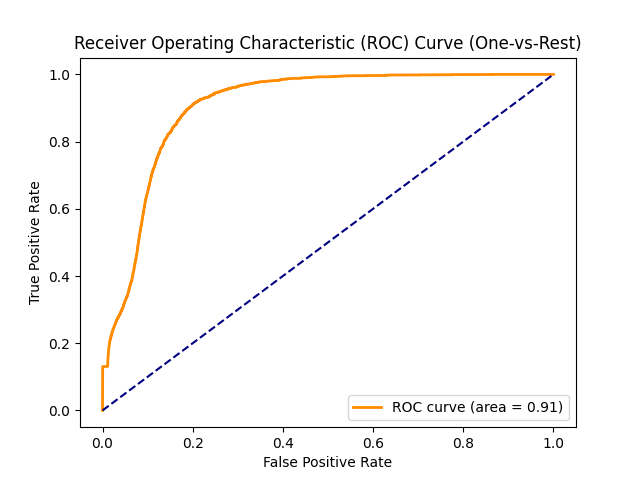 Receiver Operating Characteristic (ROC) Curve (One-vs-Rest)
1.0
0.8
0.6
0.4
0.2
0.0
True Positive Rate
ROC curve (area = 0.91)
0.0 0.2 0.4 0.6 0.8 1.0
False Positive Rate